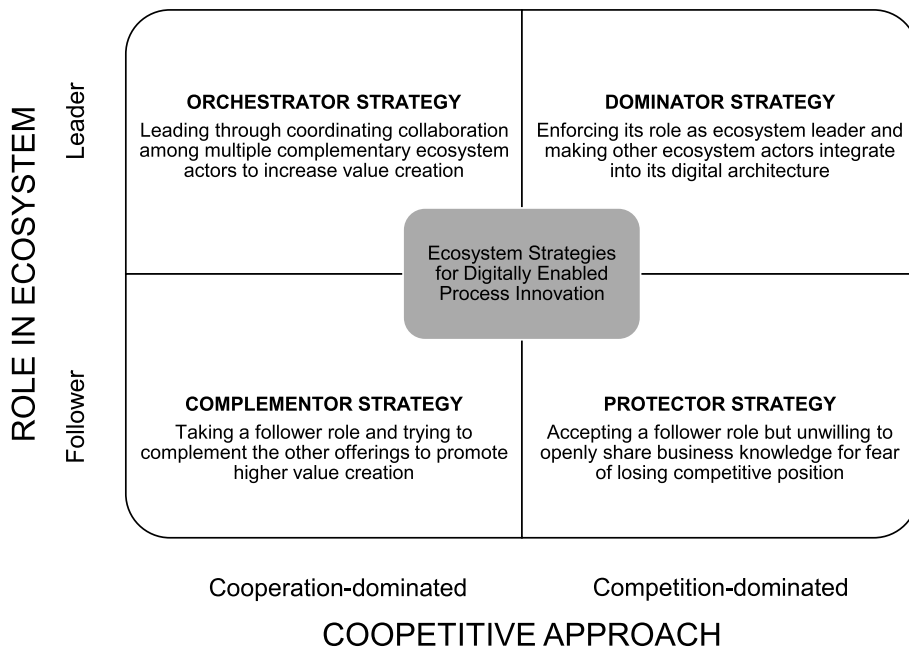 ROLE IN ECOSYSTEM
Leader
ORCHESTRATOR STRATEGY
Leading through coordinating collaboration
among multiple complementary ecosystem
actors to increase value creation
DOMINATOR STRATEGY
Enforcing its role as ecosystem leader and
making other ecosystem actors integrate
into its digital architecture
Ecosystem Strategies
for Digitally Enabled
Process Innovation
Follower
COMPLEMENTOR STRATEGY
Taking a follower role and trying to
complement the other offerings to promote
higher value creation
PROTECTOR STRATEGY
Accepting a follower role but unwilling to
openly share business knowledge for fear
of losing competitive position
Cooperation-dominated
Competition-dominated
COOPETITIVE APPROACH